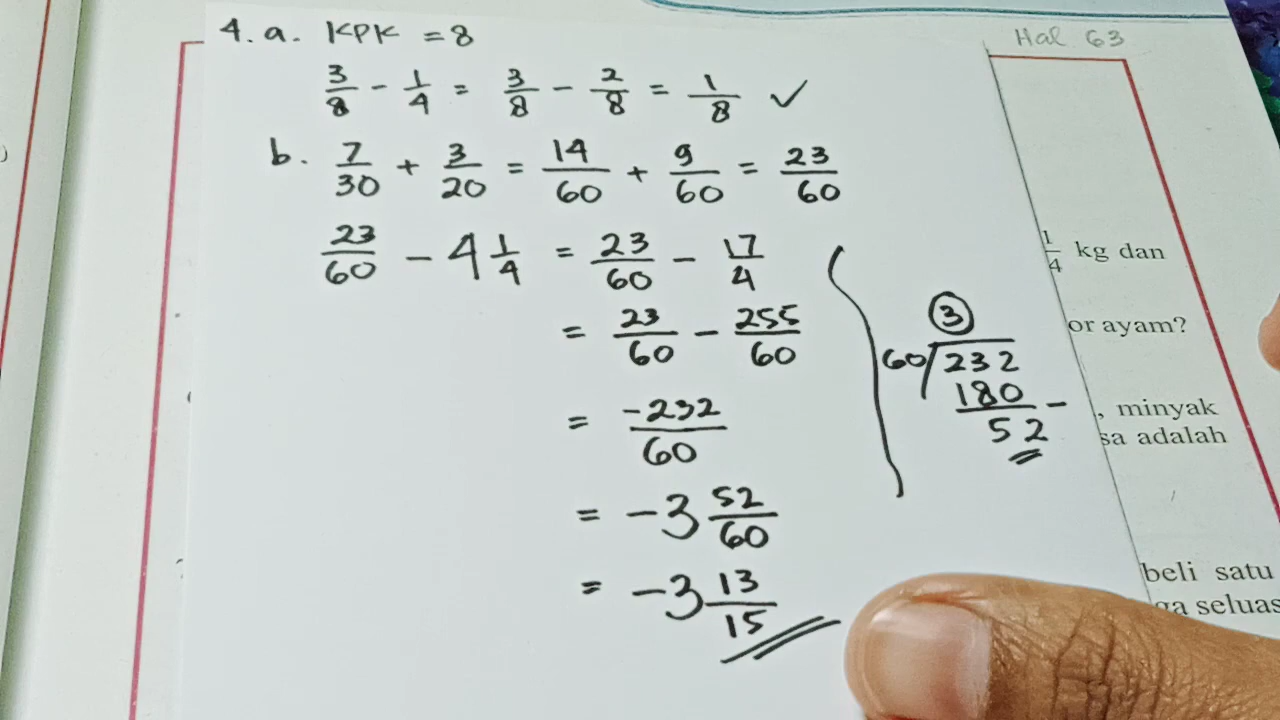 Hal 63
4. a. KPK = 8
3/8 - 1/4 = 3/8 - 2/8 = 1/8 ✓
b. 7/30 + 3/20 = 14/60 + 9/60 = 23/60
23/60 - 4 1/4 = 23/60 - 17/4
= 23/60 - 255/60
= -232/60
= -3 52/60
= -3 13/15
3
60 232
180 -
52
1/4 kg dan
or ayam?
, minyak
sa adalah
beli satu
ga seluas